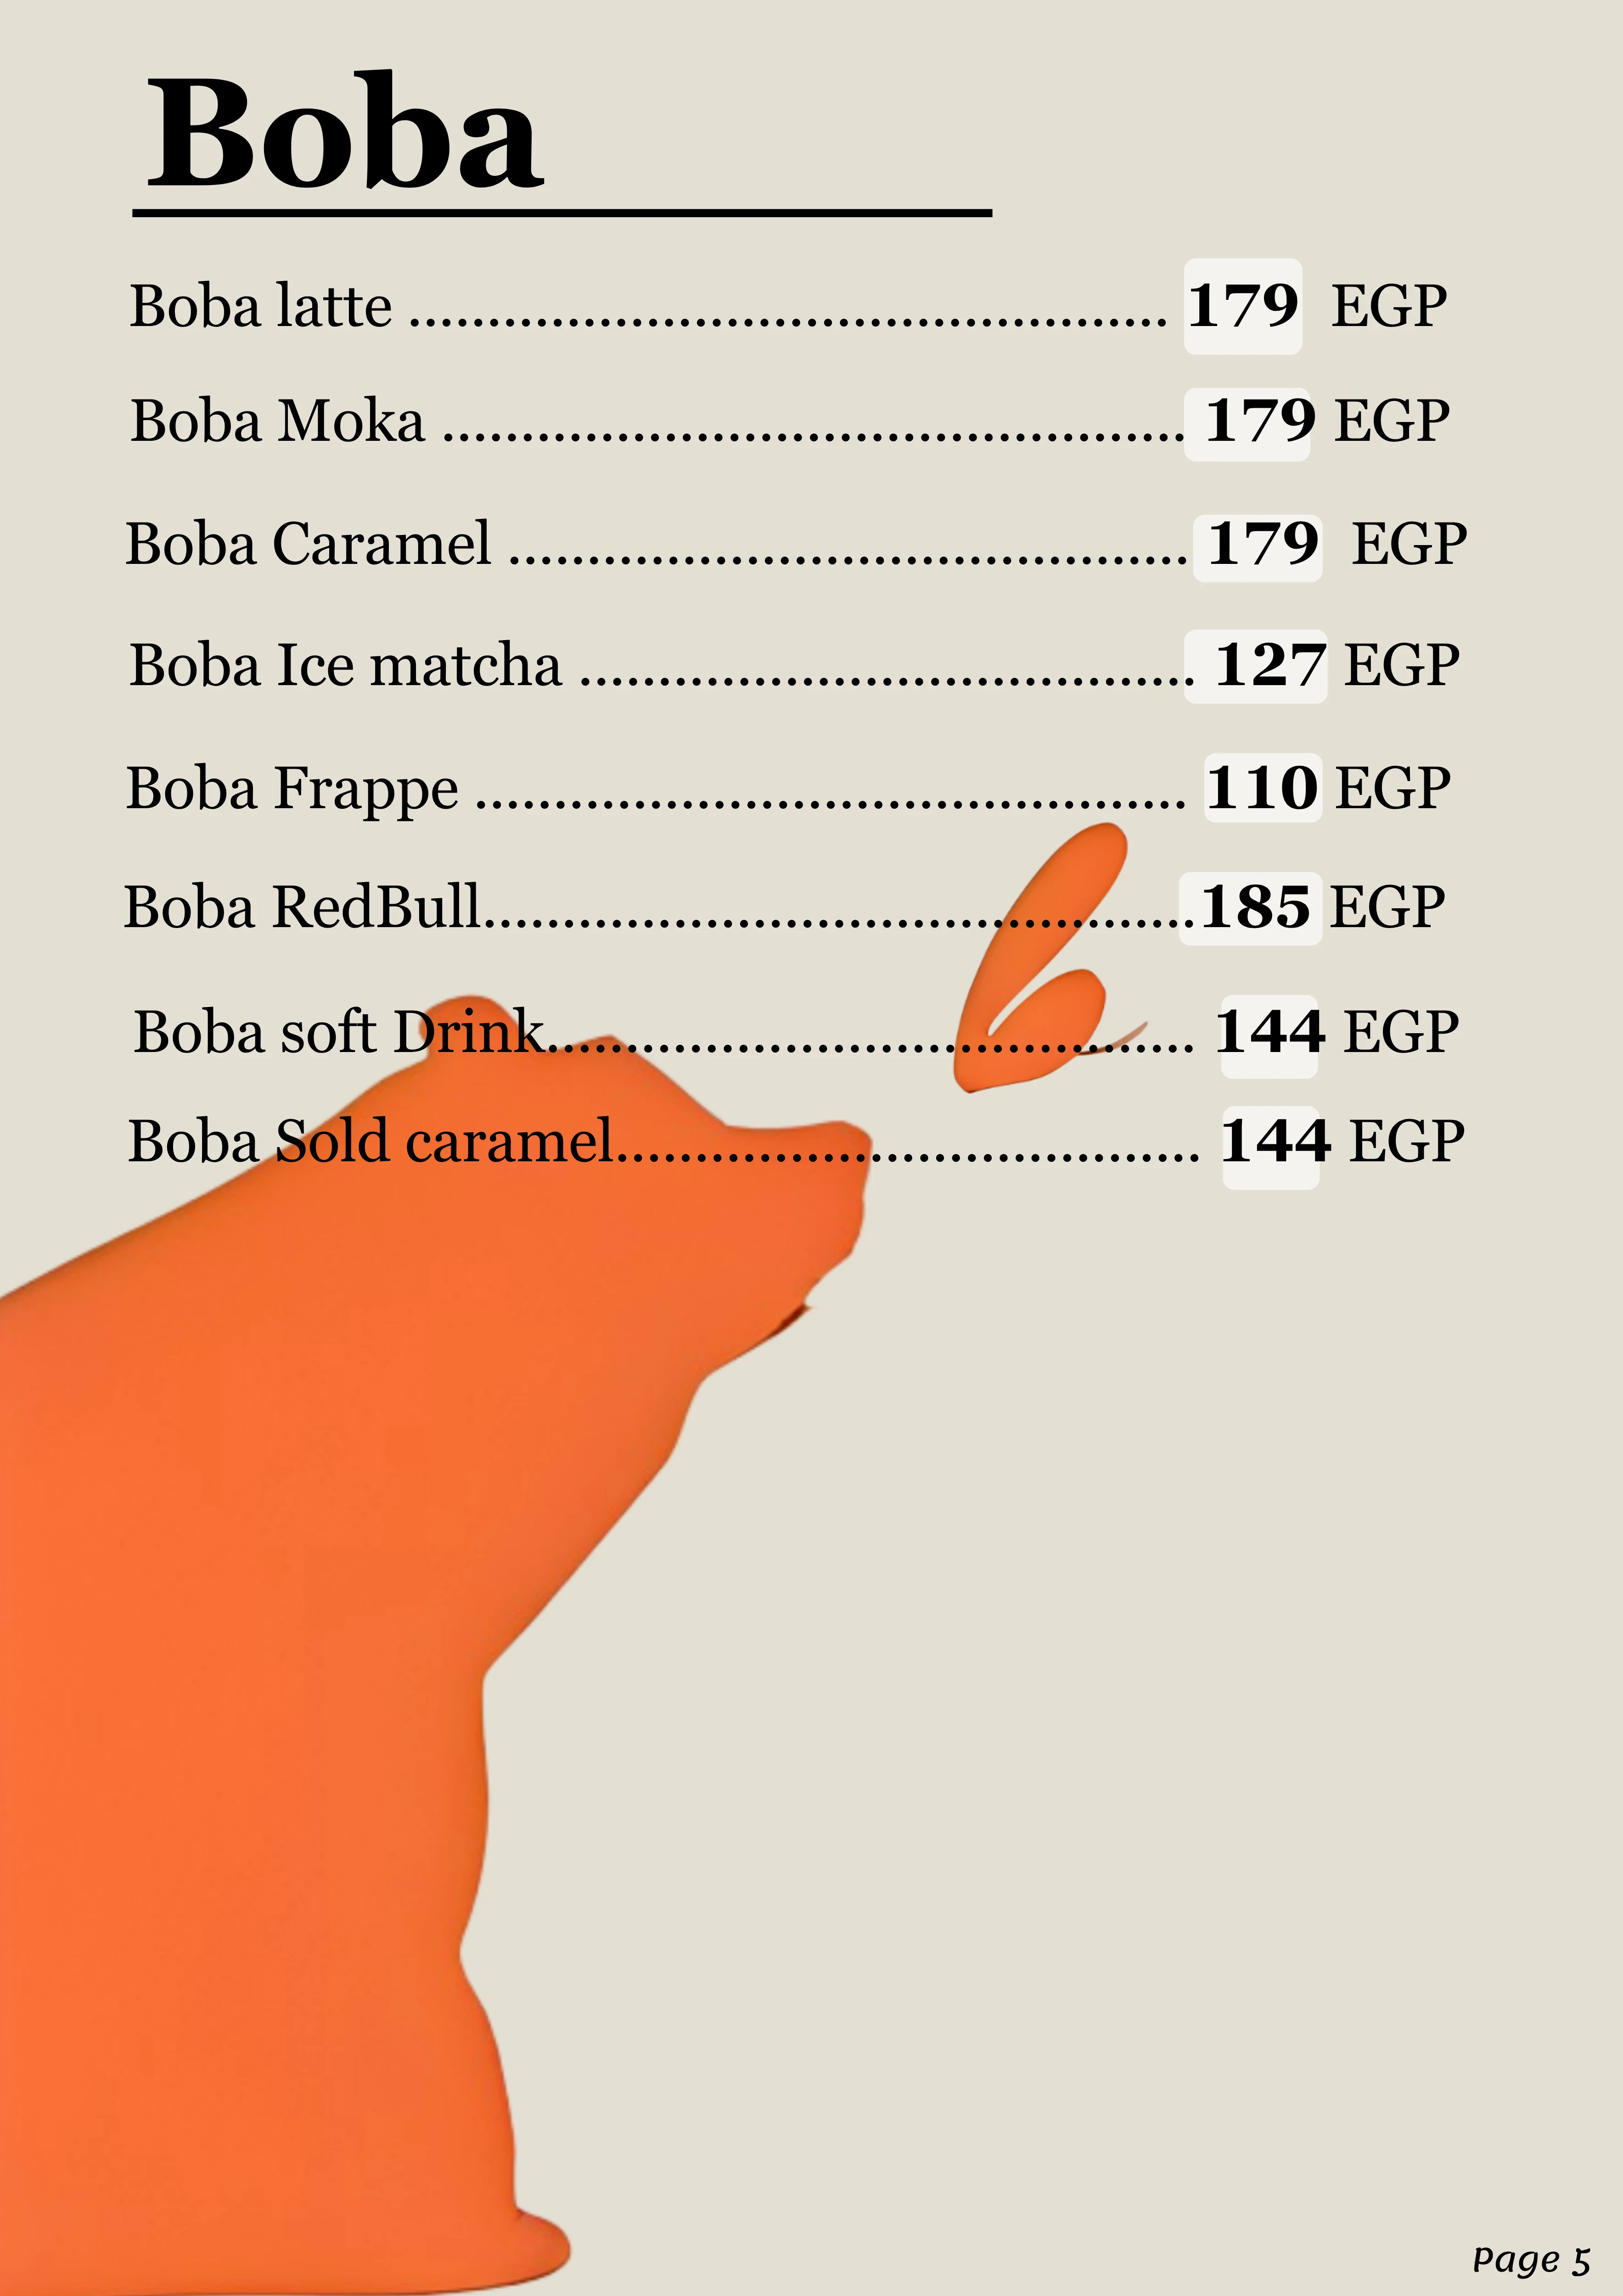 Boba
Boba latte ................................................ 179 EGP
Boba Moka ............................................... 179 EGP
Boba Caramel ........................................... 179 EGP
Boba Ice matcha ....................................... 127 EGP
Boba Frappe ............................................. 110 EGP
Boba RedBull............................................. 185 EGP
Boba soft Drink......................................... 144 EGP
Boba Sold caramel..................................... 144 EGP
Page 5